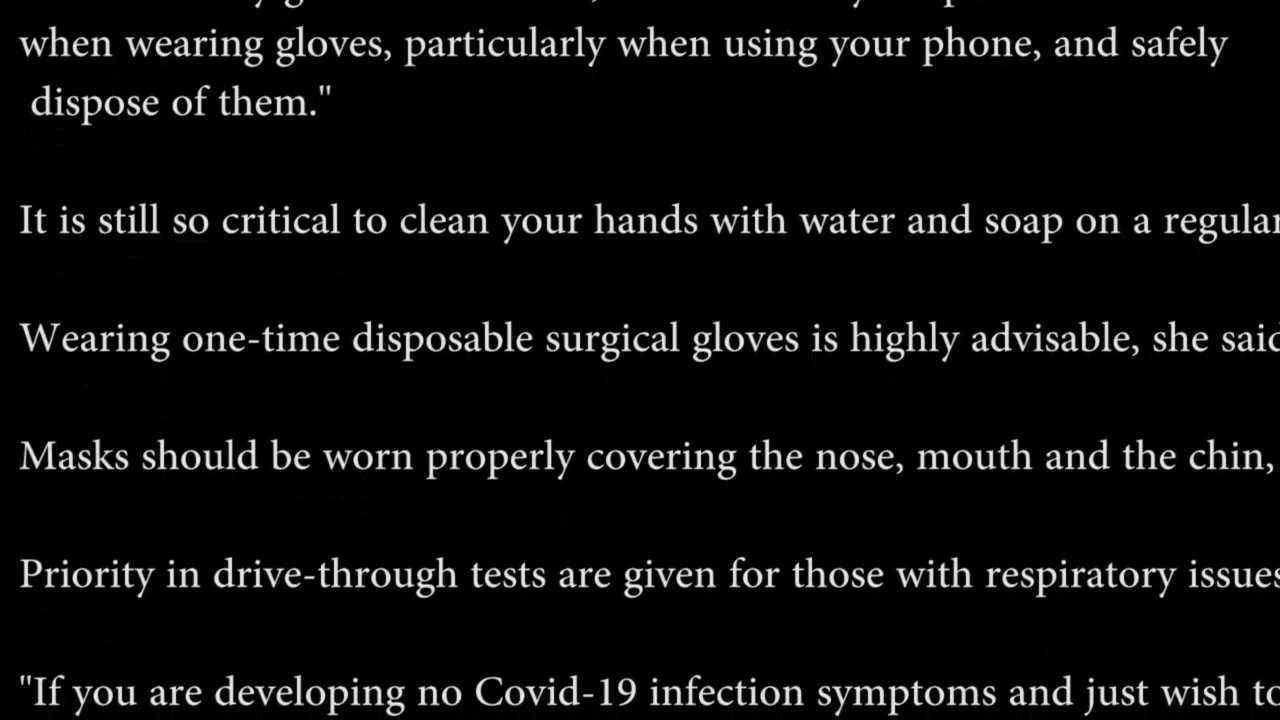 when wearing gloves, particularly when using your phone, and safely
dispose of them."
It is still so critical to clean your hands with water and soap on a regular
Wearing one-time disposable surgical gloves is highly advisable, she said
Masks should be worn properly covering the nose, mouth and the chin,
Priority in drive-through tests are given for those with respiratory issues
"If you are developing no Covid-19 infection symptoms and just wish to